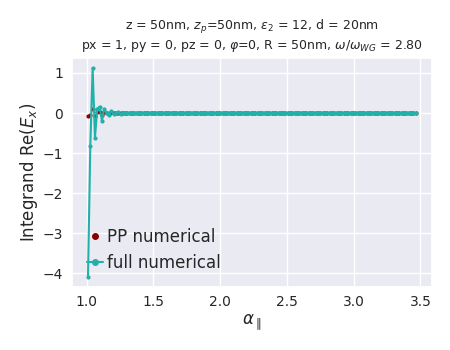 z = 50nm, z_p=50nm, ε₂ = 12, d = 20nm
px = 1, py = 0, pz = 0, φ=0, R = 50nm, ω/ω_WG = 2.80
Integrand Re(E_x)
1
0
−1
−2
−3
−4
PP numerical
full numerical
1.0 1.5 2.0 2.5 3.0 3.5
α_∥